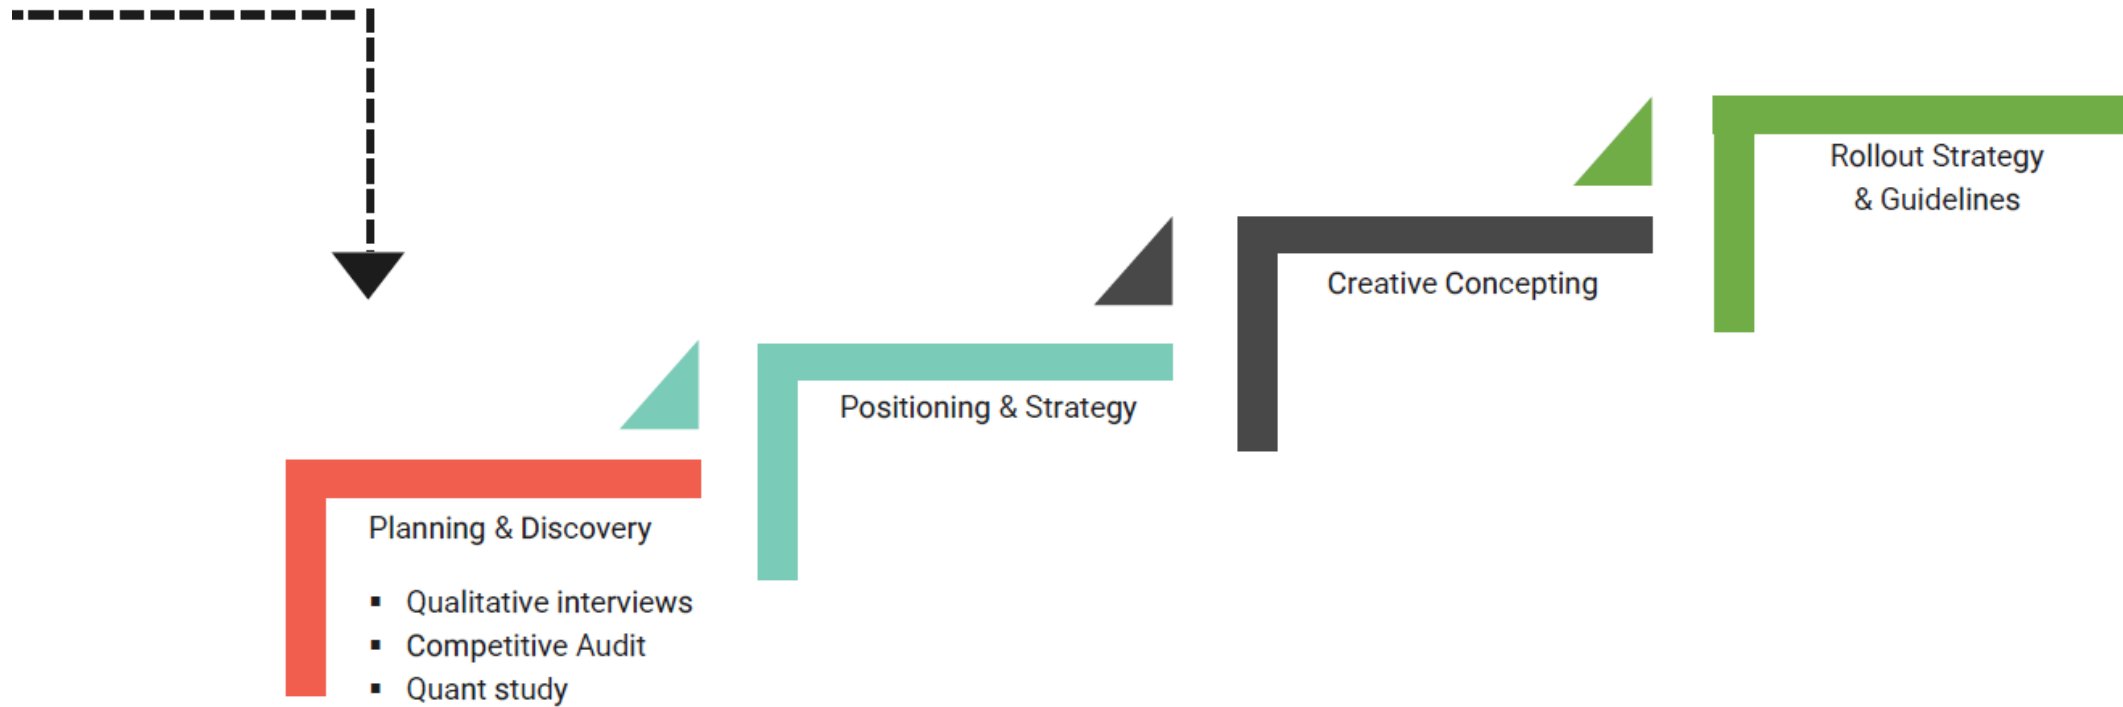 Rollout Strategy
& Guidelines
Creative Concepting
Positioning & Strategy
Planning & Discovery
▪ Qualitative interviews
▪ Competitive Audit
▪ Quant study